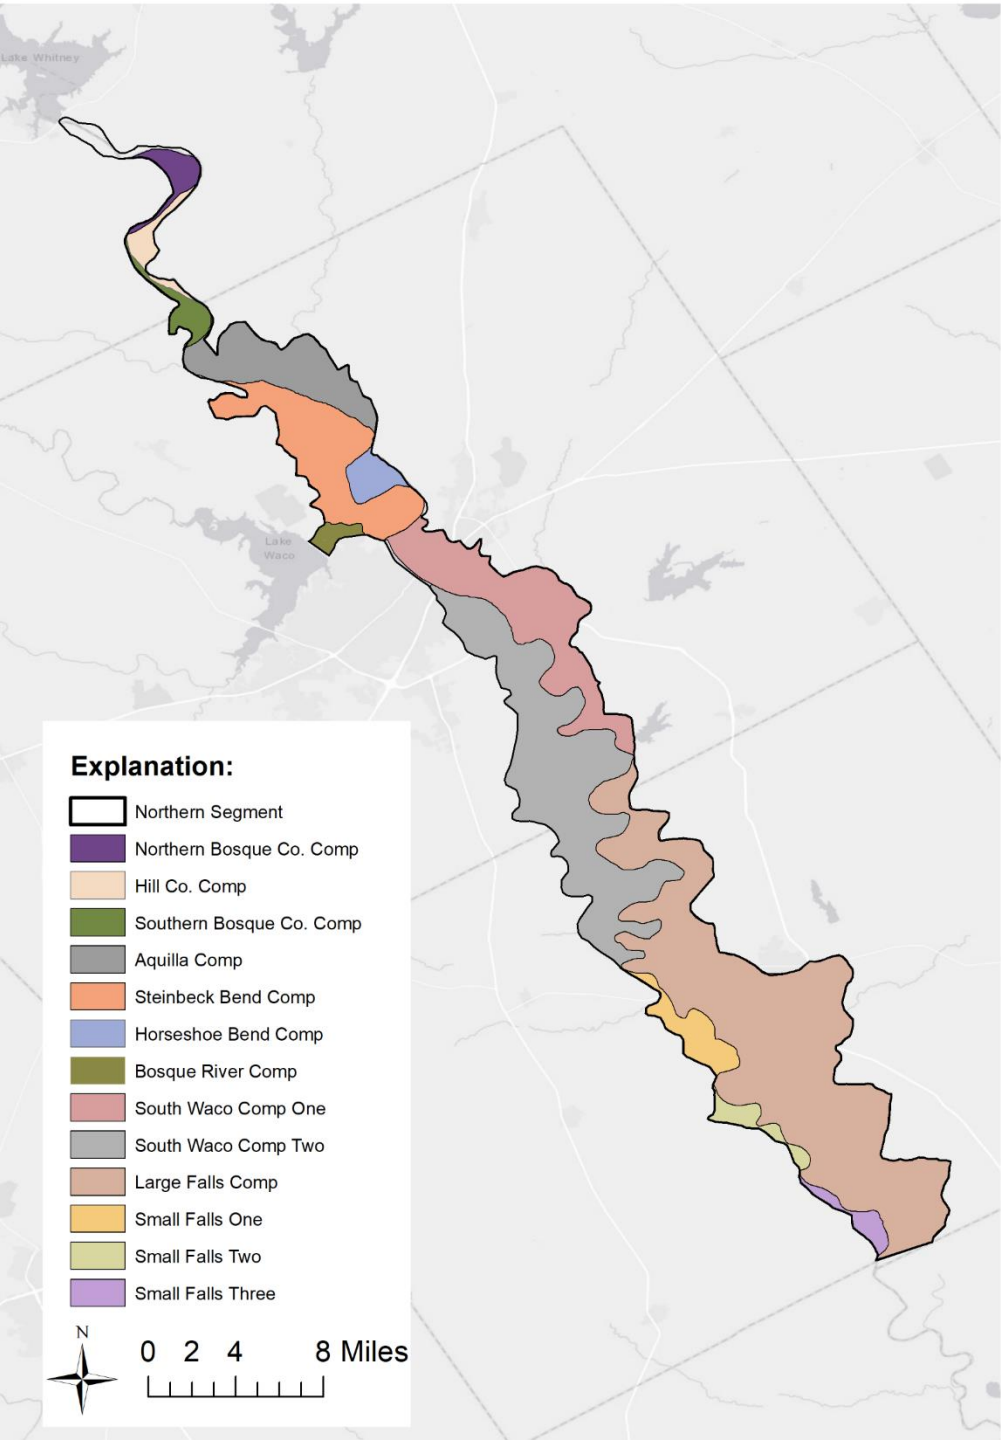 Lake Whitney
Lake
Waco
Explanation:
Northern Segment
Northern Bosque Co. Comp
Hill Co. Comp
Southern Bosque Co. Comp
Aquilla Comp
Steinbeck Bend Comp
Horseshoe Bend Comp
Bosque River Comp
South Waco Comp One
South Waco Comp Two
Large Falls Comp
Small Falls One
Small Falls Two
Small Falls Three
N
0 2 4 8 Miles